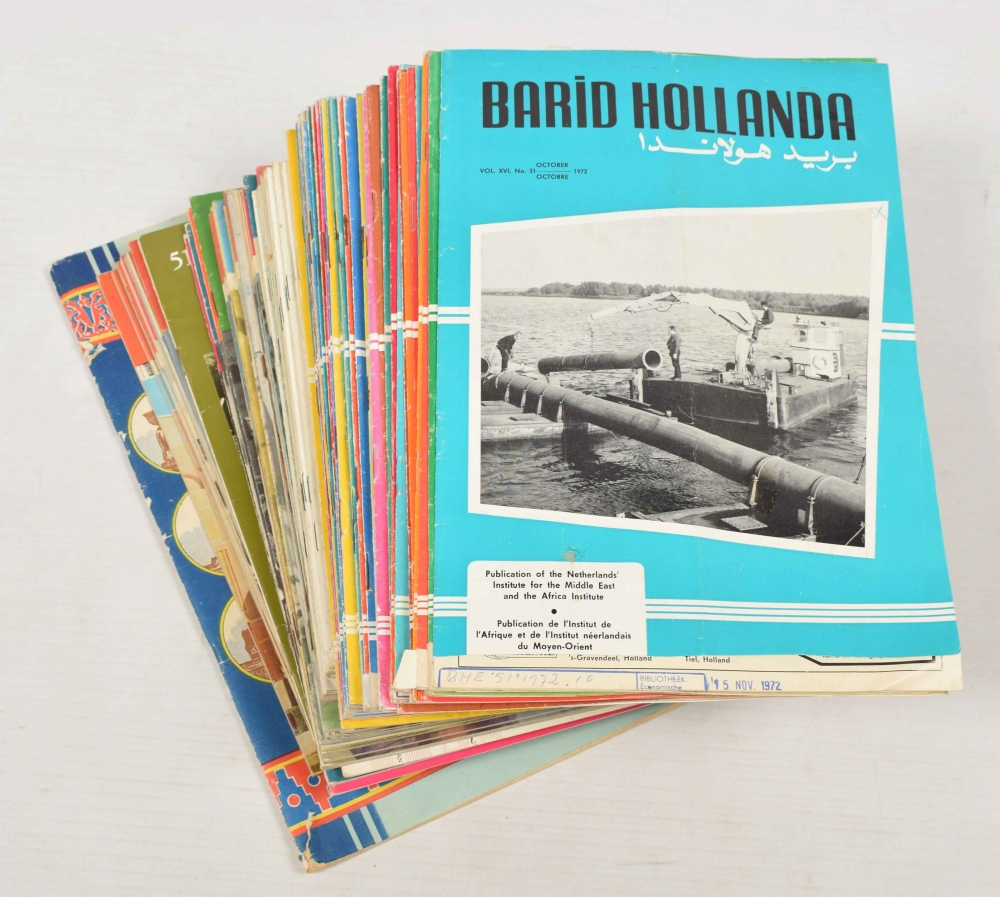 BARiD HOLLANDA
بريد هولاندا
VOL. XVI, No. 51 OCTOBER 1972
OCTOBRE
Publication of the Netherlands'
Institute for the Middle East
and the Africa Institute
•
Publication de l'Institut de
l'Afrique et de l'Institut néerlandais
du Moyen-Orient
's-Gravendeel, Holland
Tiel, Holland
BHE 51*1972.10
BIBLIOTHEEK
Economische
15 NOV. 1972
51